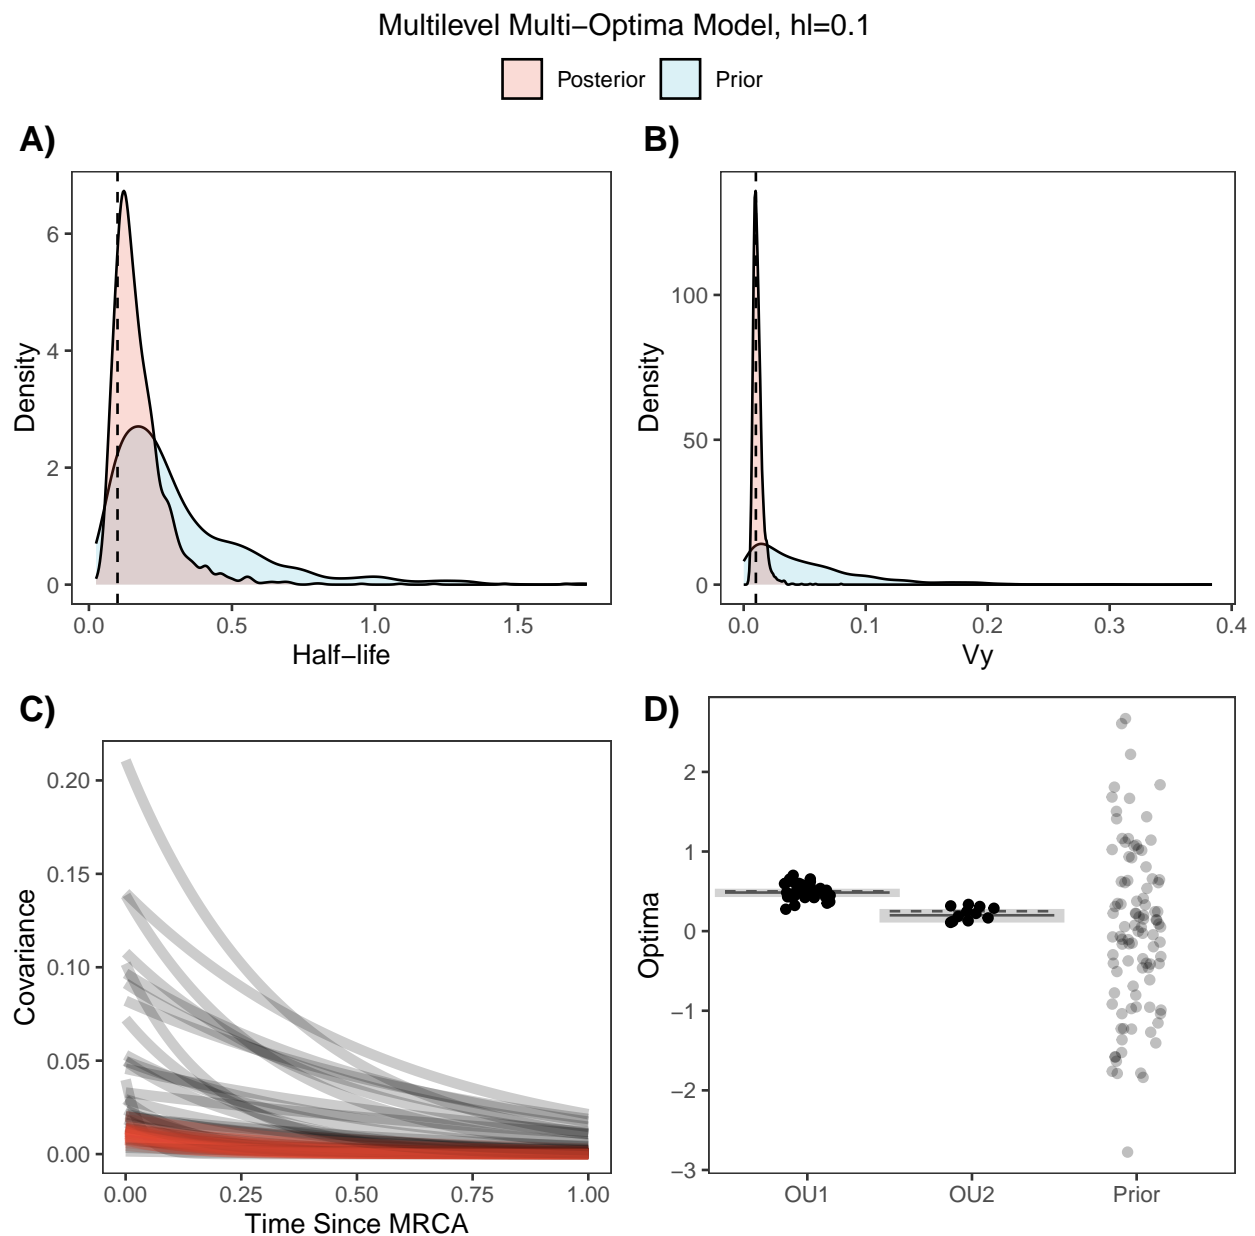 Multilevel Multi−Optima Model, hl=0.1
Posterior Prior
A)
Density
6
4
2
0
0.0 0.5 1.0 1.5
Half−life
B)
Density
100
50
0
0.0 0.1 0.2 0.3 0.4
Vy
C)
Covariance
0.20
0.15
0.10
0.05
0.00
0.00 0.25 0.50 0.75 1.00
Time Since MRCA
D)
Optima
2
1
0
−1
−2
−3
OU1 OU2 Prior